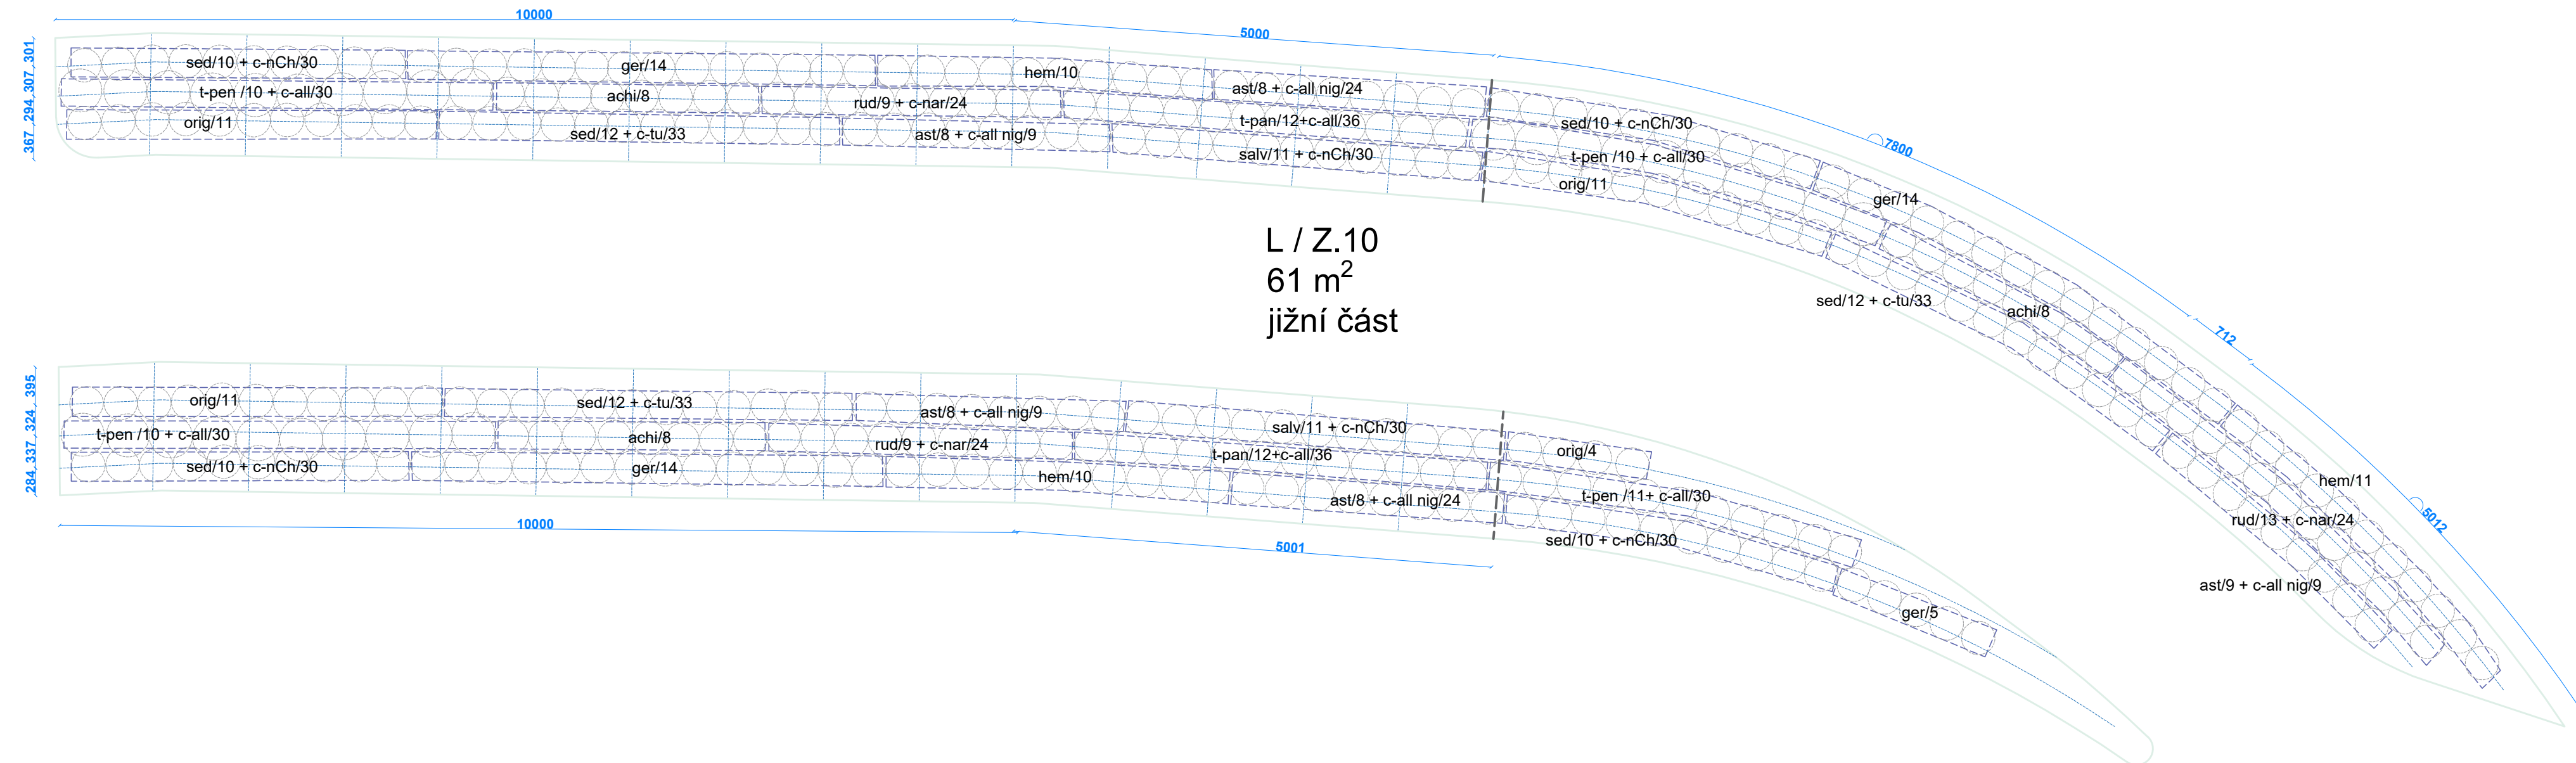 10000
5000
301
307
294
367
sed/10 + c-nCh/30
ger/14
hem/10
ast/8 + c-all nig/24
t-pen /10 + c-all/30
achi/8
rud/9 + c-nar/24
t-pan/12+c-all/36
orig/11
sed/12 + c-tu/33
ast/8 + c-all nig/9
salv/11 + c-nCh/30
sed/10 + c-nCh/30
t-pen /10 + c-all/30
orig/11
7800
ger/14
sed/12 + c-tu/33
achi/8
712
hem/11
rud/13 + c-nar/24
5012
ast/9 + c-all nig/9
L / Z.10
61 m2
jižní část
395
324
337
284
orig/11
sed/12 + c-tu/33
ast/8 + c-all nig/9
salv/11 + c-nCh/30
orig/4
t-pen /10 + c-all/30
achi/8
rud/9 + c-nar/24
t-pan/12+c-all/36
t-pen /11+ c-all/30
sed/10 + c-nCh/30
ger/14
hem/10
ast/8 + c-all nig/24
sed/10 + c-nCh/30
ger/5
10000
5001